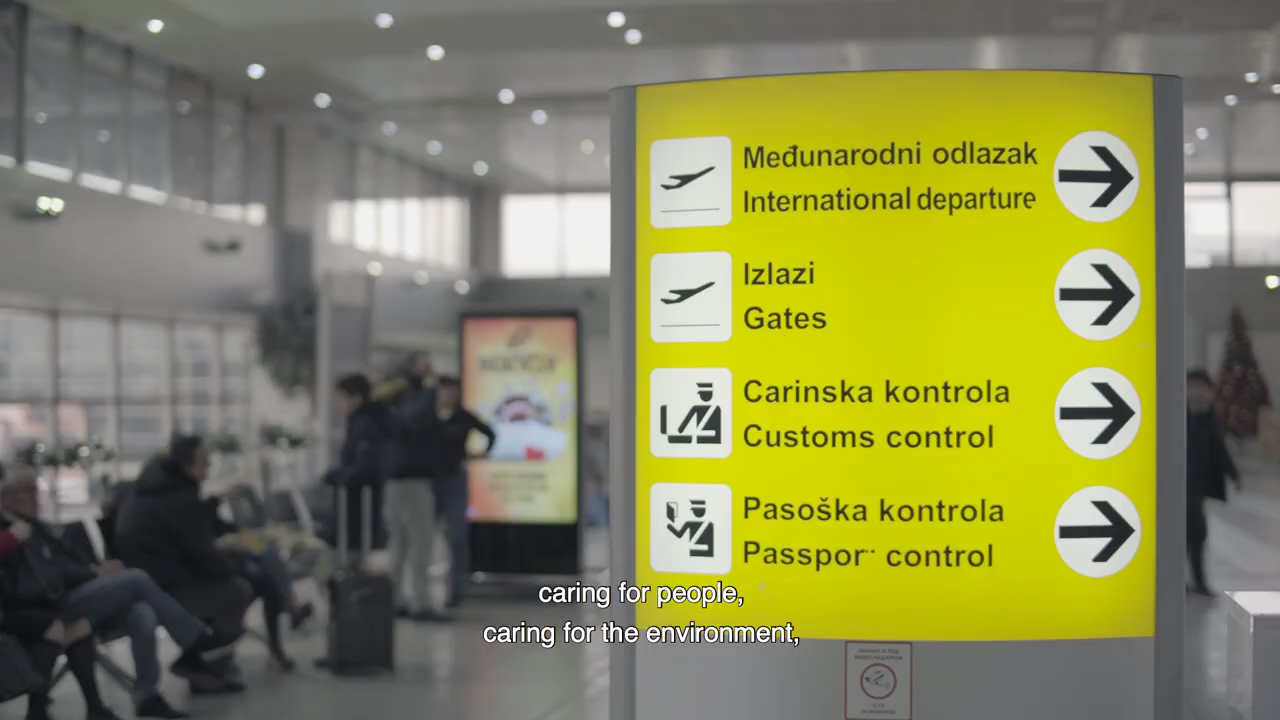 Međunarodni odlazak
International departure
Izlazi
Gates
Carinska kontrola
Customs control
Pasoška kontrola
Passpor control
caring for people,
caring for the environment,